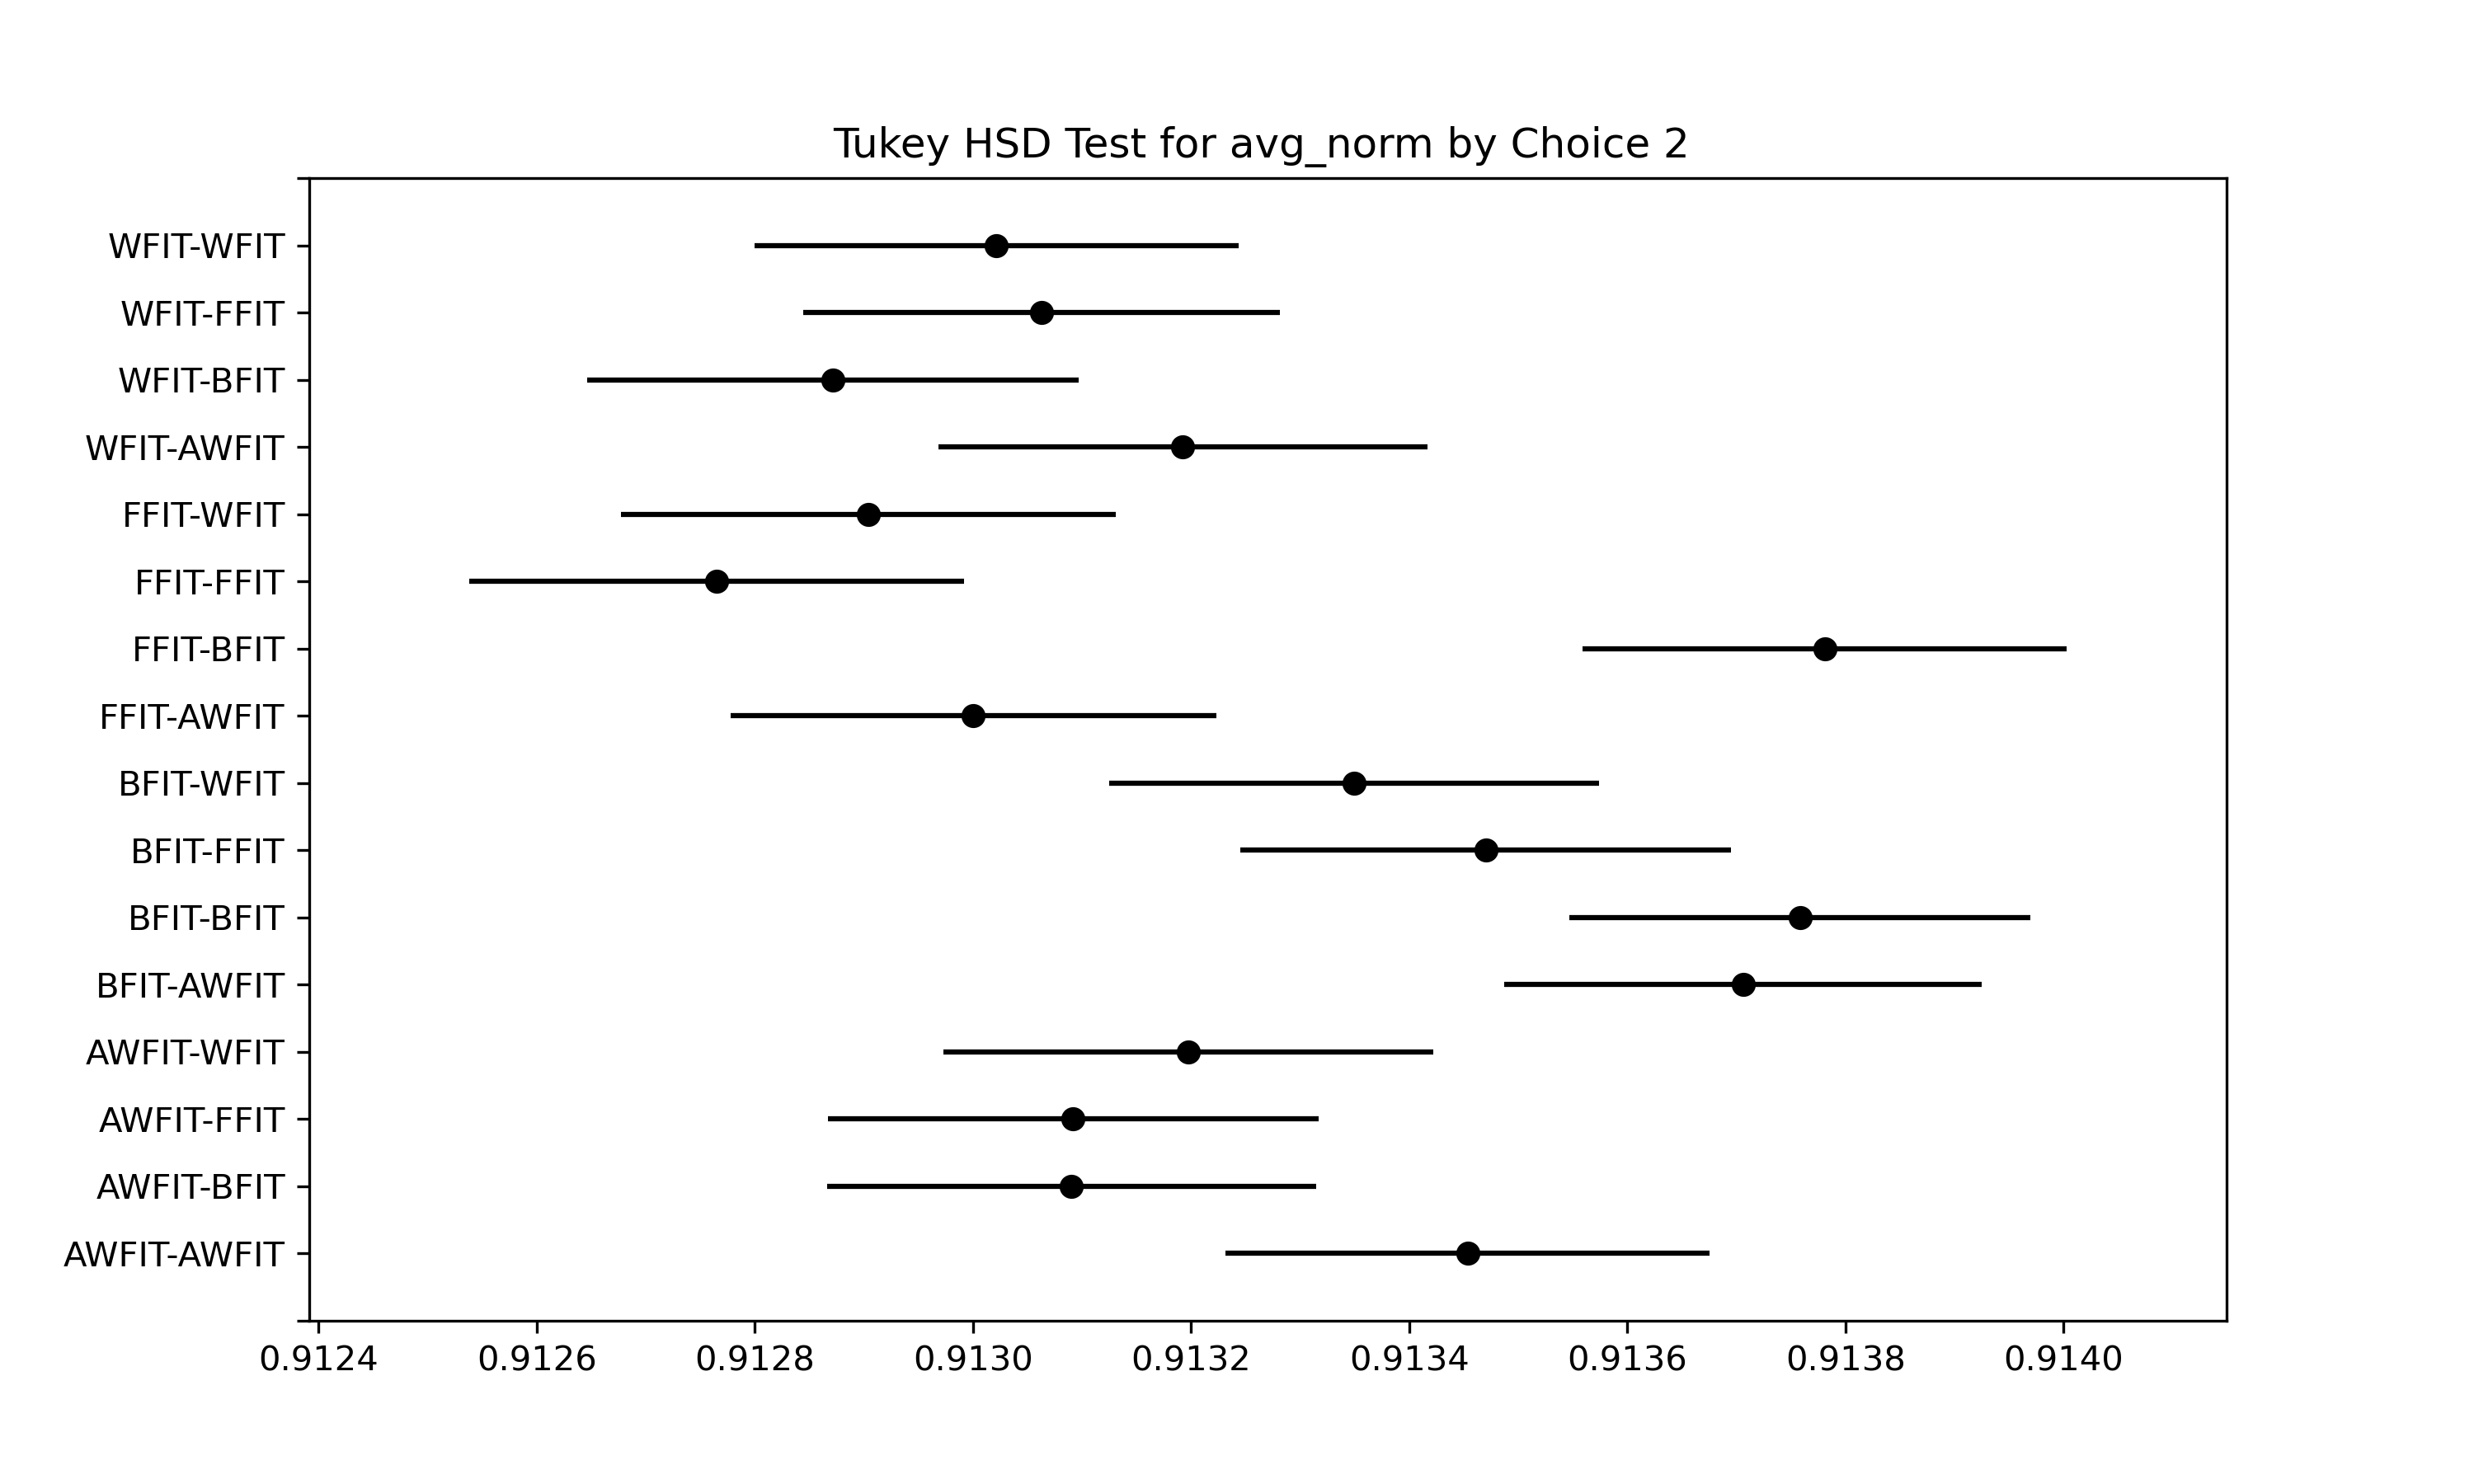 Tukey HSD Test for avg_norm by Choice 2
WFIT-WFIT
WFIT-FFIT
WFIT-BFIT
WFIT-AWFIT
FFIT-WFIT
FFIT-FFIT
FFIT-BFIT
FFIT-AWFIT
BFIT-WFIT
BFIT-FFIT
BFIT-BFIT
BFIT-AWFIT
AWFIT-WFIT
AWFIT-FFIT
AWFIT-BFIT
AWFIT-AWFIT
0.9124 0.9126 0.9128 0.9130 0.9132 0.9134 0.9136 0.9138 0.9140